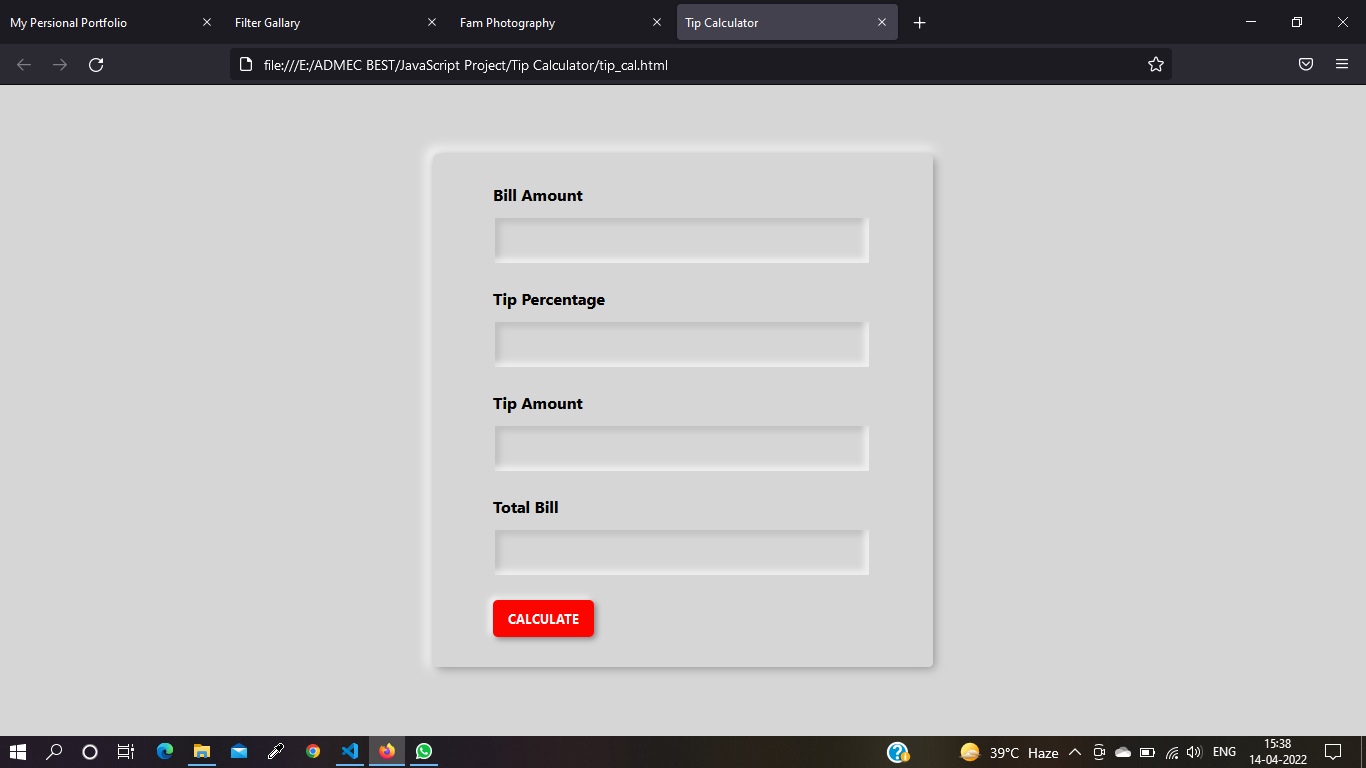 My Persional Portfolio
Filter Gallary
Fam Photography
Tip Calculator
file:///E:/ADMEC BEST/JavaScript Project/Tip Calculator/tip_cal.html
Bill Amount
Tip Percentage
Tip Amount
Total Bill
CALCULATE
39°C Haze
ENG
15:38
14-04-2022